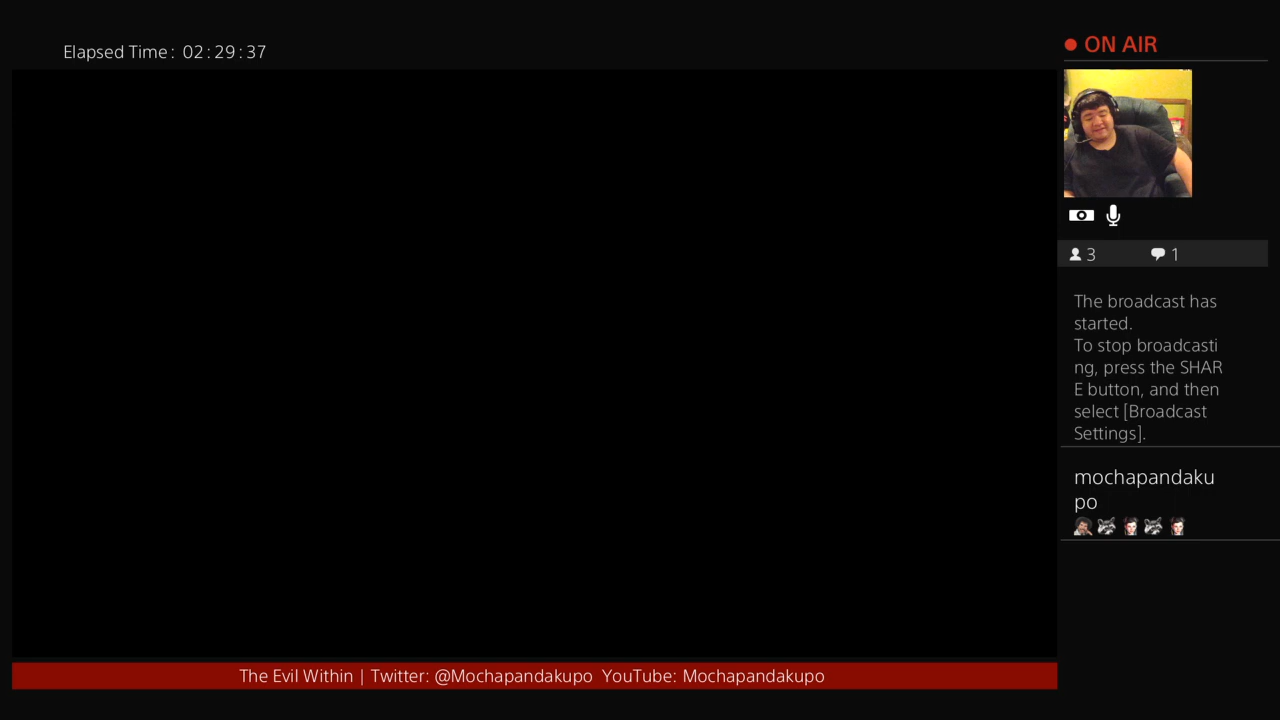 Elapsed Time: 02:29:37
ON AIR
3 1
The broadcast has
started.
To stop broadcasti
ng, press the SHAR
E button, and then
select [Broadcast
Settings].
mochapandaku
po
The Evil Within | Twitter: @Mochapandakupo YouTube: Mochapandakupo